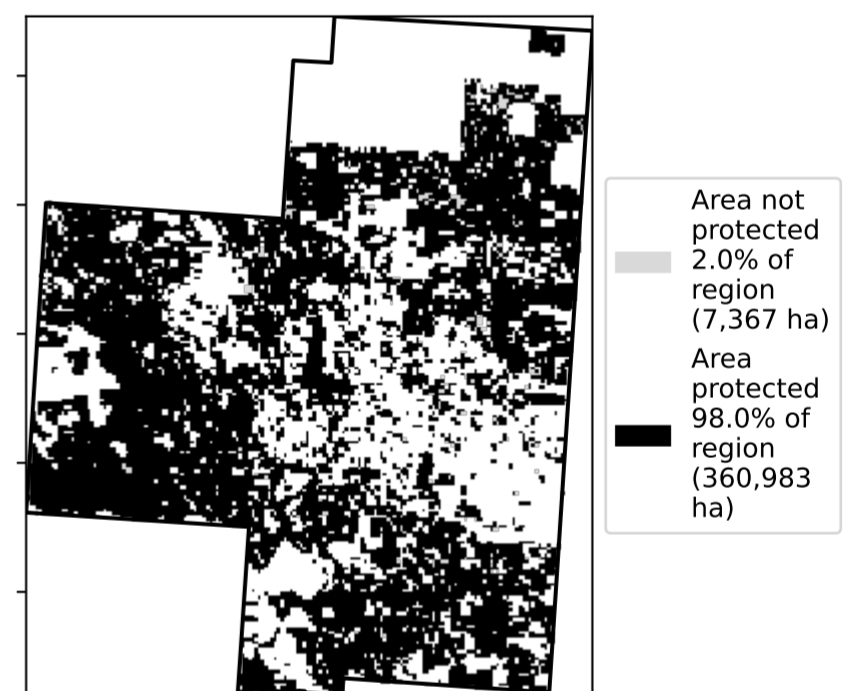 Area not
protected
2.0% of
region
(7,367 ha)
Area
protected
98.0% of
region
(360,983
ha)